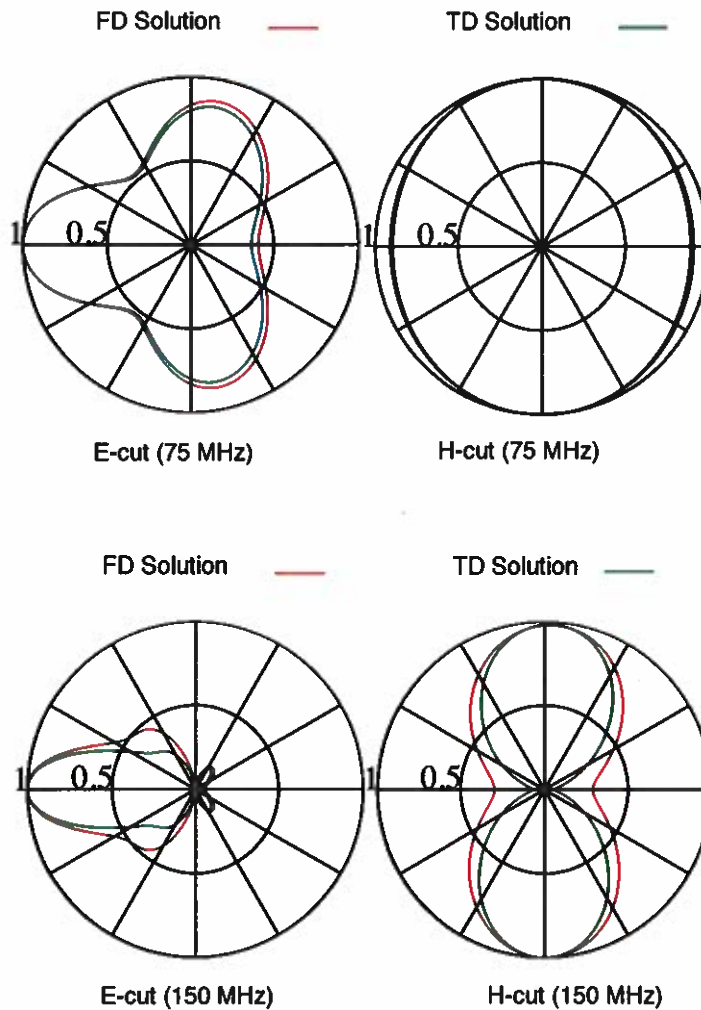 FD Solution
TD Solution
1
0.5
1
0.5
E-cut (75 MHz)
H-cut (75 MHz)
FD Solution
TD Solution
1
0.5
1
0.5
E-cut (150 MHz)
H-cut (150 MHz)